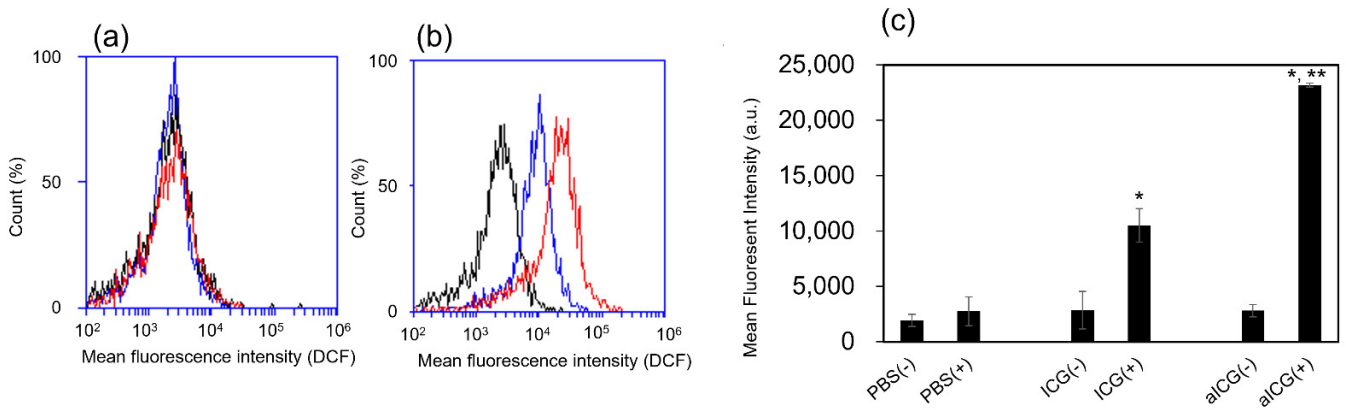 (a)
100
50
0
Count (%)
10² 10³ 10⁴ 10⁵ 10⁶
Mean fluorescence intensity (DCF)
(b)
100
50
0
Count (%)
10² 10³ 10⁴ 10⁵ 10⁶
Mean fluorescence intensity (DCF)
(c)
25,000
20,000
15,000
10,000
5,000
0
Mean Fluoresent Intensity (a.u.)
*
*, **
PBS(-)
PBS(+)
ICG(-)
ICG(+)
aICG(-)
aICG(+)